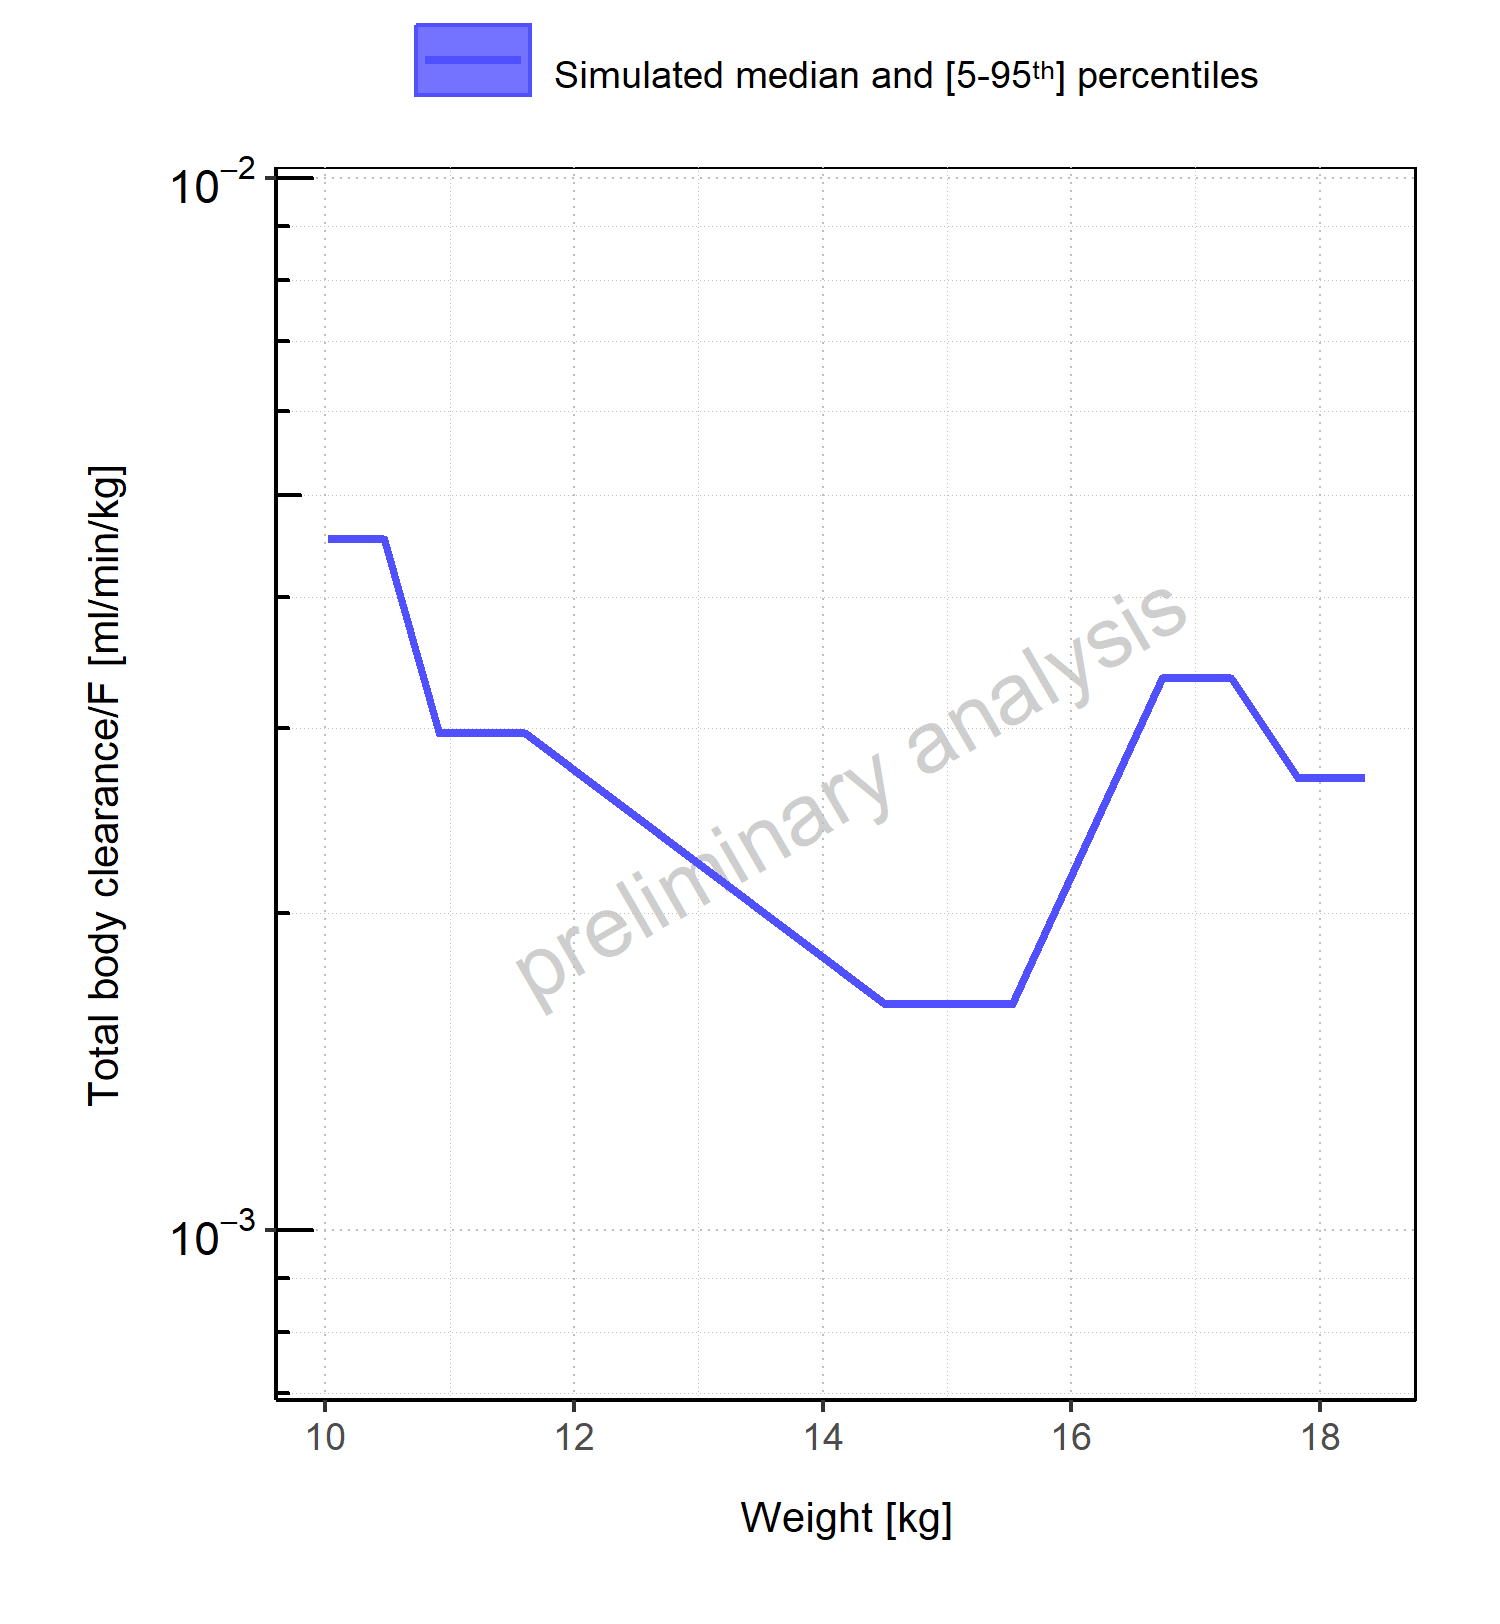 Simulated median and [5-95th] percentiles
10−2
Total body clearance/F [ml/min/kg]
preliminary analysis
10−3
10 12 14 16 18
Weight [kg]